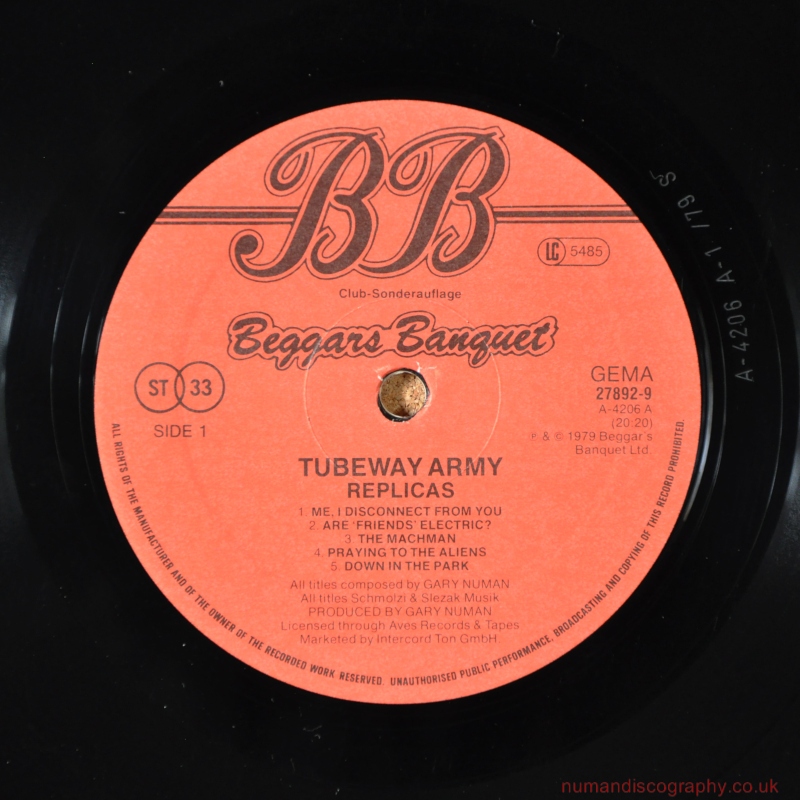 BB
LC 5485
Club-Sonderauflage
Beggars Banquet
ST 33
SIDE 1
GEMA
27892-9
A-4206 A
(20:20)
℗ & © 1979 Beggar's
Banquet Ltd.
TUBEWAY ARMY
REPLICAS
1. ME, I DISCONNECT FROM YOU
2. ARE 'FRIENDS' ELECTRIC?
3. THE MACHMAN
4. PRAYING TO THE ALIENS
5. DOWN IN THE PARK
All titles composed by GARY NUMAN
All titles Schmölzi & Slezak Musik
PRODUCED BY GARY NUMAN
Licensed through Aves Records & Tapes
Marketed by Intercord Ton GmbH.
ALL RIGHTS OF THE MANUFACTURER AND OF THE OWNER OF THE RECORDED WORK RESERVED. UNAUTHORISED PUBLIC PERFORMANCE, BROADCASTING AND COPYING OF THIS RECORD PROHIBITED.
A-4206 A-1 /79 S
numandiscography.co.uk